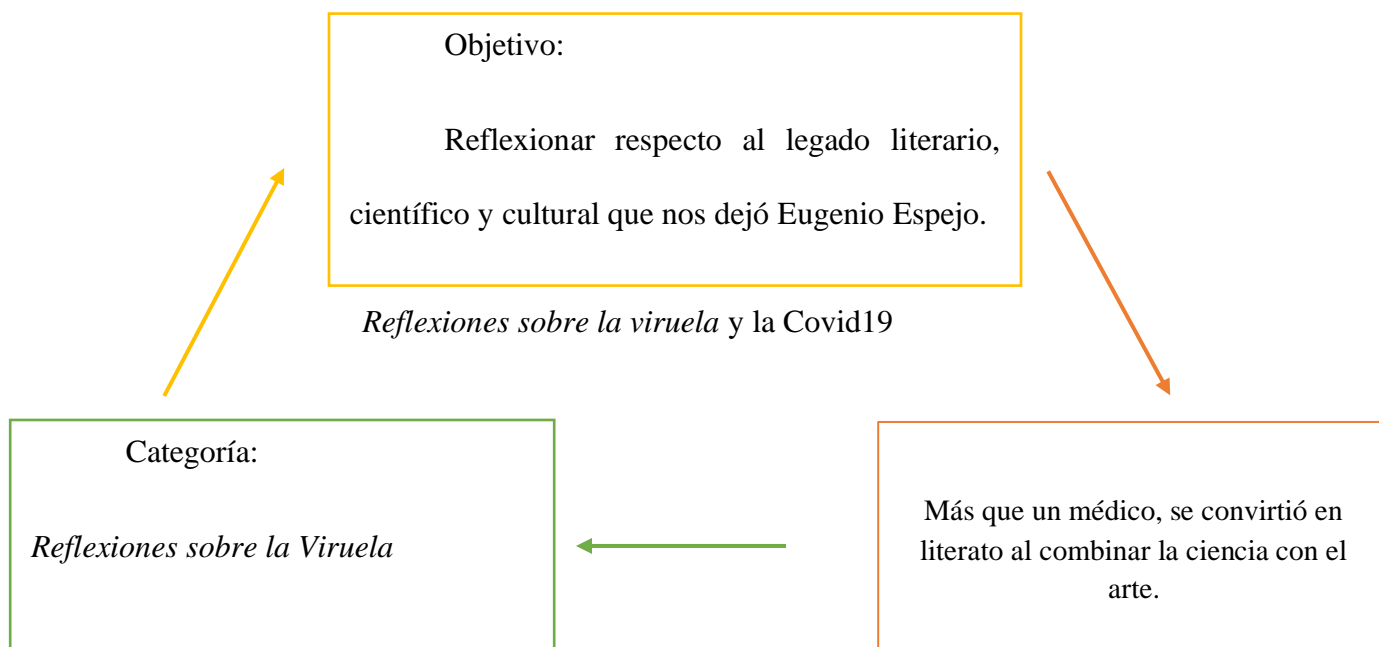 Objetivo:
Reflexionar respecto al legado literario,
científico y cultural que nos dejó Eugenio Espejo.
Reflexiones sobre la viruela y la Covid19
Categoría:
Reflexiones sobre la Viruela
Más que un médico, se convirtió en
literato al combinar la ciencia con el
arte.